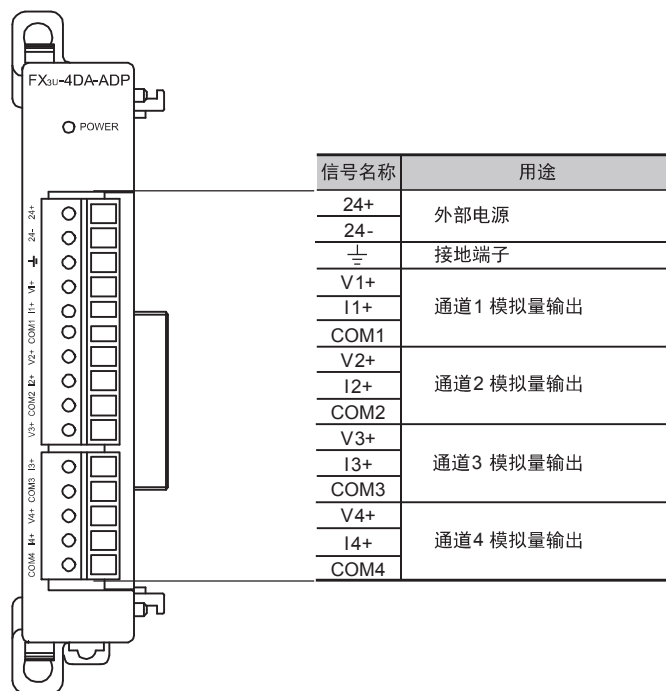 FX3U-4DA-ADP
POWER
24+
24-
⏚
V1+
I1+
COM1
V2+
I2+
COM2
V3+
I3+
COM3
V4+
I4+
COM4
信号名称 用途
24+
24-
外部电源
⏚ 接地端子
V1+
I1+
COM1
通道1 模拟量输出
V2+
I2+
COM2
通道2 模拟量输出
V3+
I3+
COM3
通道3 模拟量输出
V4+
I4+
COM4
通道4 模拟量输出